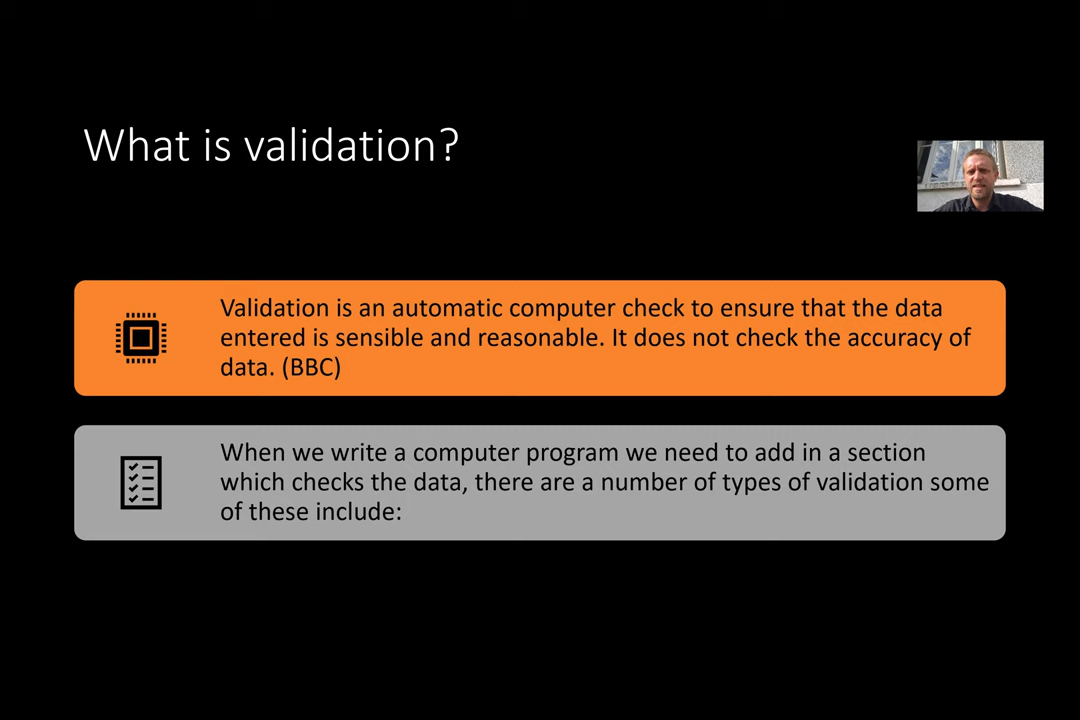 What is validation?
Validation is an automatic computer check to ensure that the data
entered is sensible and reasonable. It does not check the accuracy of
data. (BBC)
When we write a computer program we need to add in a section
which checks the data, there are a number of types of validation some
of these include: